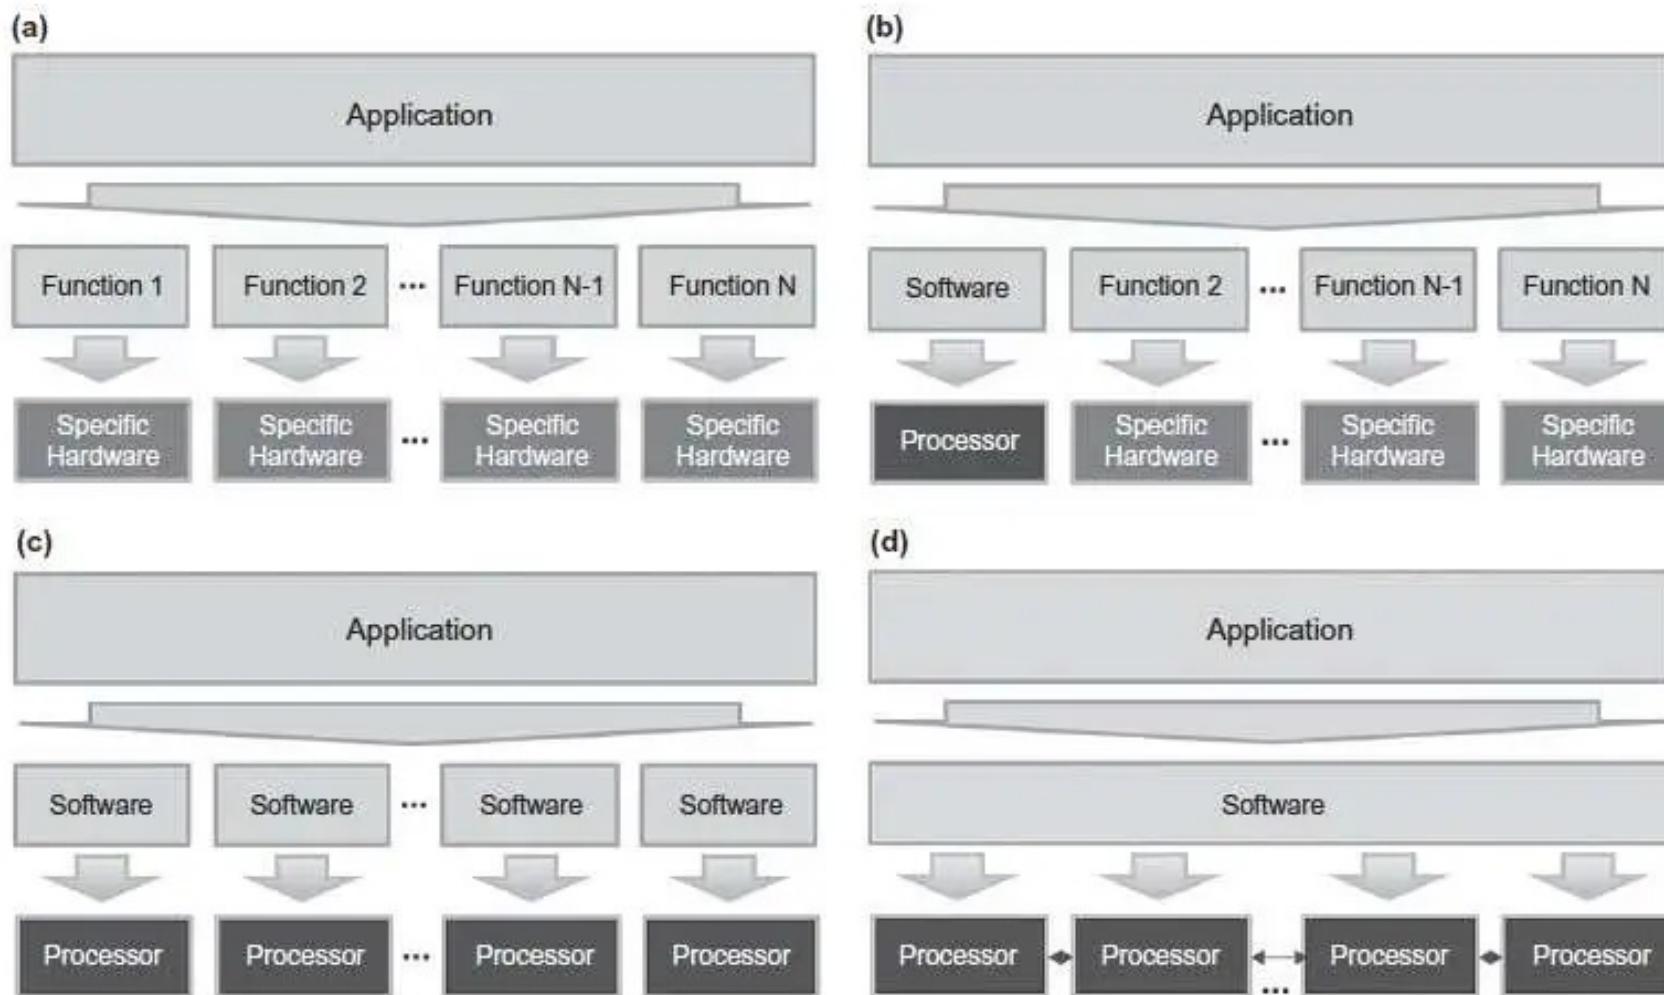 (a)
Application
Function 1 Function 2 ... Function N-1 Function N
Specific Hardware Specific Hardware ... Specific Hardware Specific Hardware
(b)
Application
Software Function 2 ... Function N-1 Function N
Processor Specific Hardware ... Specific Hardware Specific Hardware
(c)
Application
Software Software ... Software Software
Processor Processor ... Processor Processor
(d)
Application
Software
Processor Processor ... Processor Processor